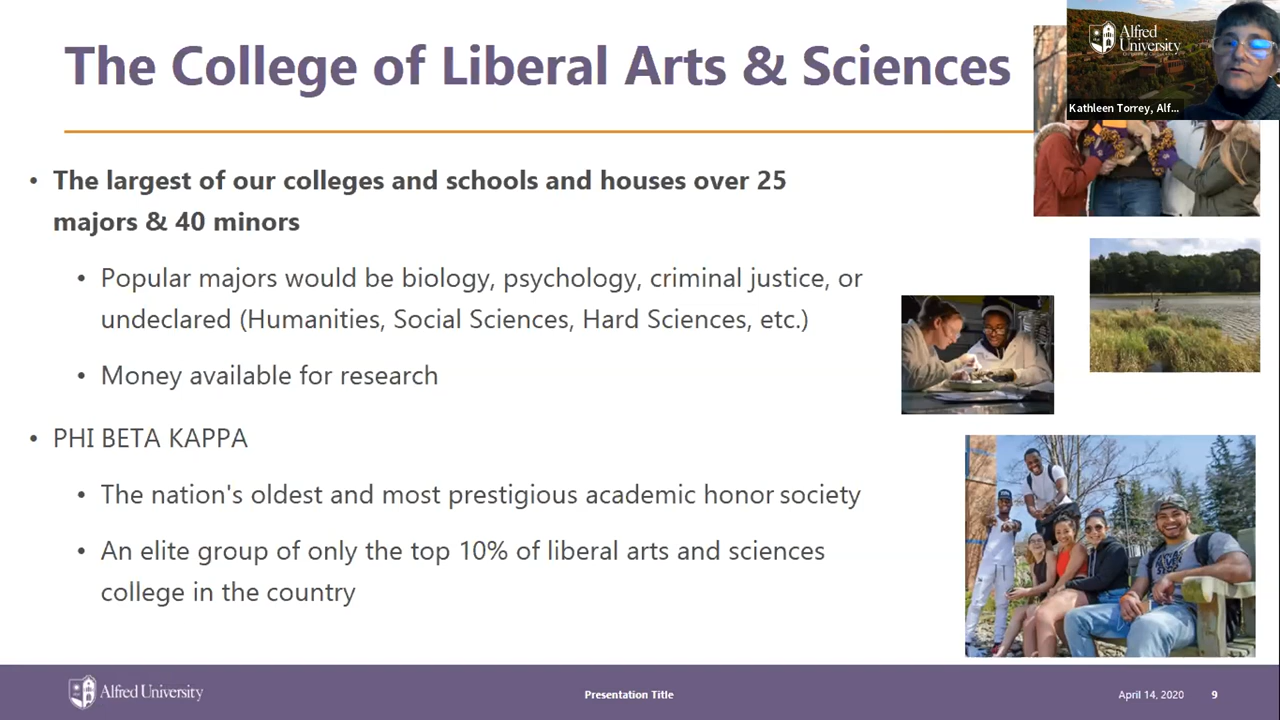 The College of Liberal Arts & Sciences
Alfred
University
Kathleen Torrey, Alf...
• The largest of our colleges and schools and houses over 25
majors & 40 minors
• Popular majors would be biology, psychology, criminal justice, or
undeclared (Humanities, Social Sciences, Hard Sciences, etc.)
• Money available for research
• PHI BETA KAPPA
• The nation's oldest and most prestigious academic honor society
• An elite group of only the top 10% of liberal arts and sciences
college in the country
Alfred University
Presentation Title
April 14, 2020
9